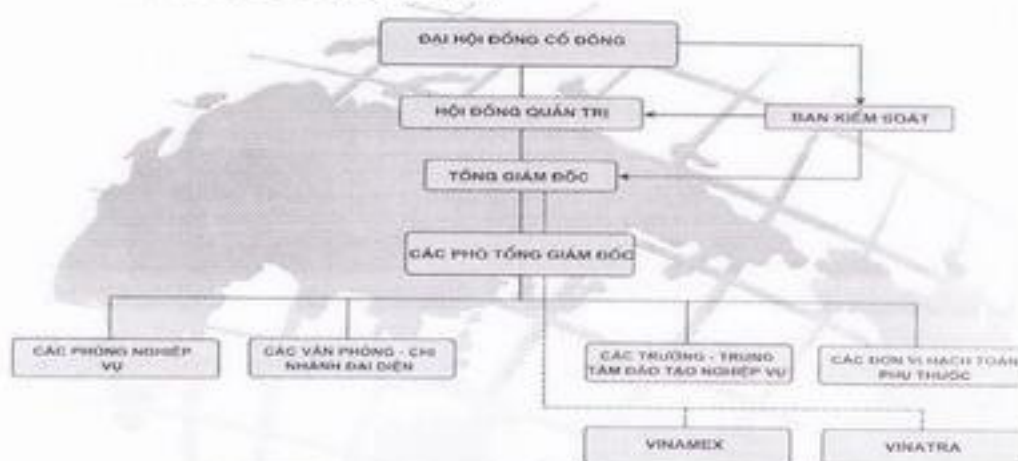 ĐẠI HỘI ĐỒNG CỔ ĐÔNG
HỘI ĐỒNG QUẢN TRỊ
BAN KIỂM SOÁT
TỔNG GIÁM ĐỐC
CÁC PHÓ TỔNG GIÁM ĐỐC
CÁC PHÒNG NGHIỆP
VỤ
CÁC VĂN PHÒNG - CHI
NHÁNH ĐẠI DIỆN
CÁC TRƯỜNG - TRUNG
TÂM ĐÀO TẠO NGHIỆP VỤ
CÁC ĐƠN VỊ HẠCH TOÁN
PHỤ THUỘC
VINAMEX
VINATRA